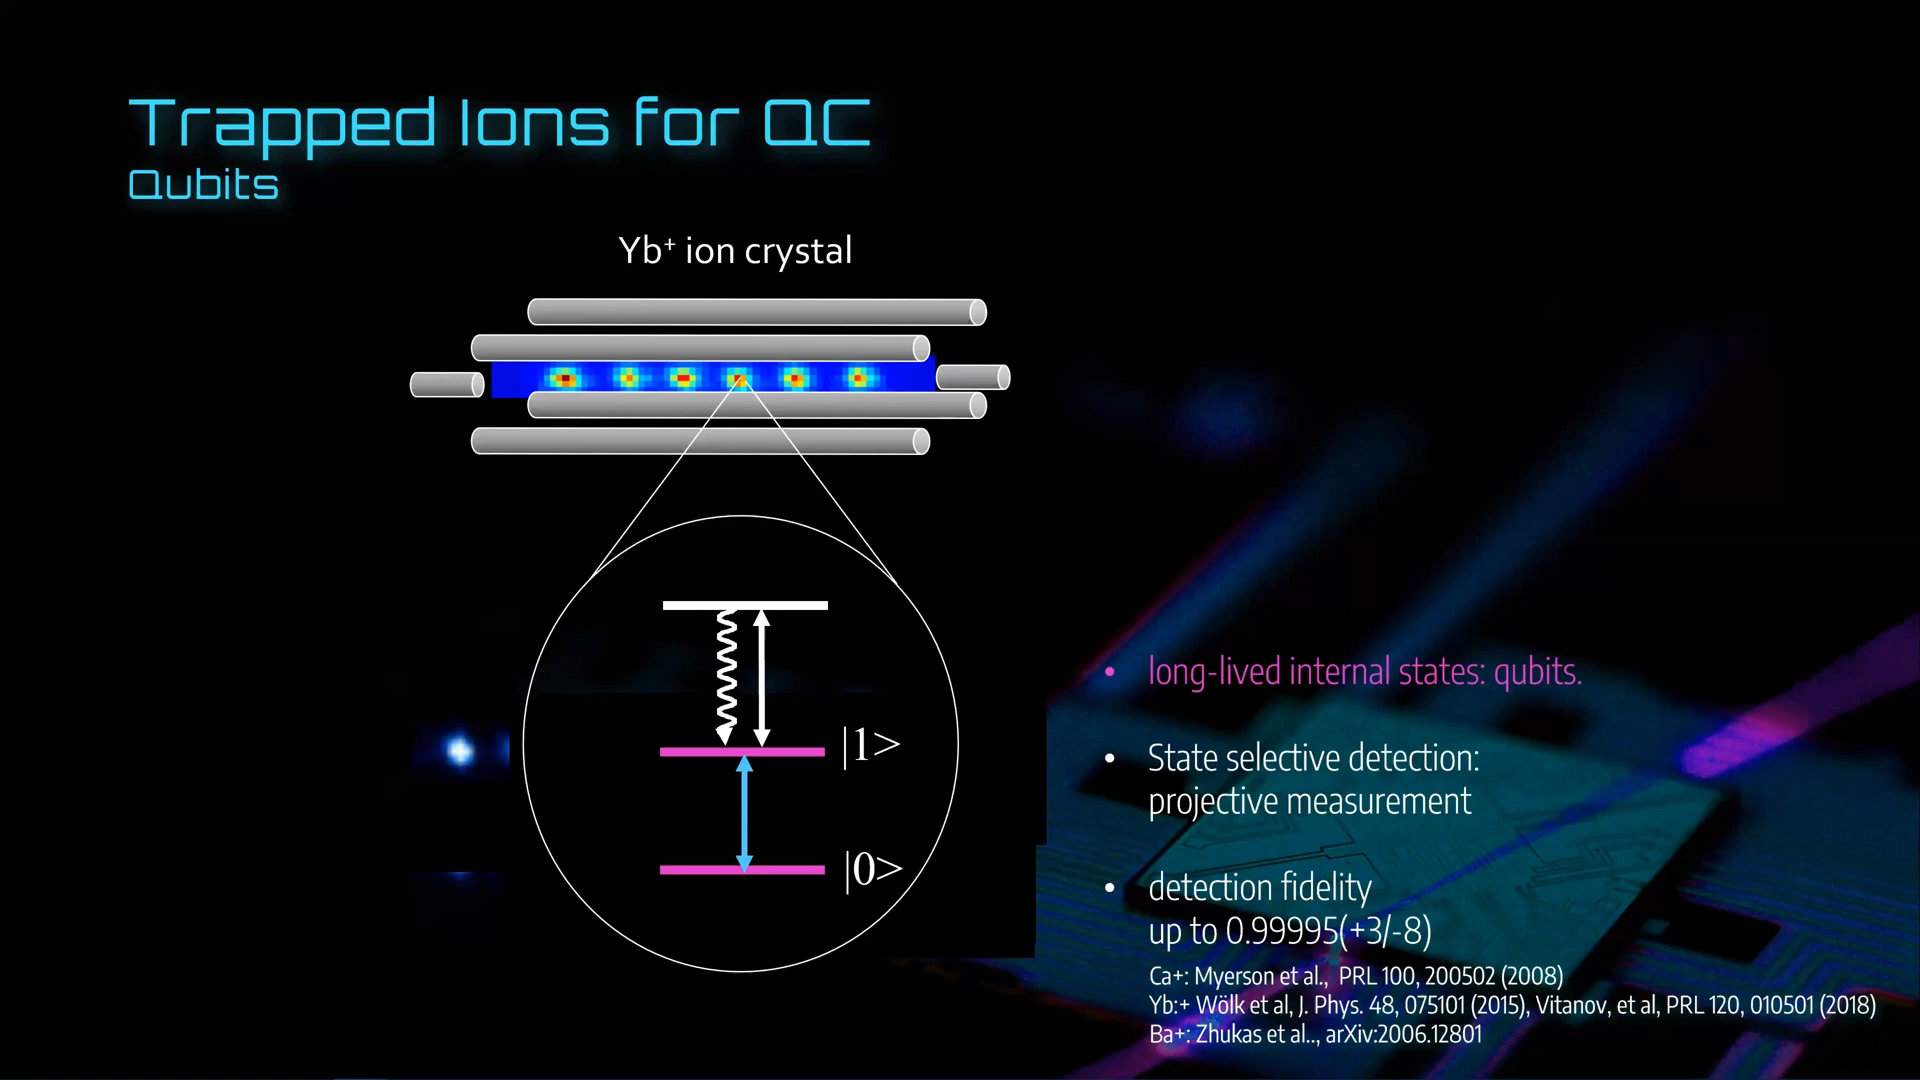 Trapped Ions for QC
Qubits
Yb⁺ ion crystal
|1>
|0>
• long-lived internal states: qubits.
• State selective detection:
projective measurement
• detection fidelity
up to 0.99995(+3/-8)
Ca+: Myerson et al., PRL 100, 200502 (2008)
Yb:+ Wölk et al, J. Phys. 48, 075101 (2015), Vitanov, et al, PRL 120, 010501 (2018)
Ba+: Zhukas et al.., arXiv:2006.12801